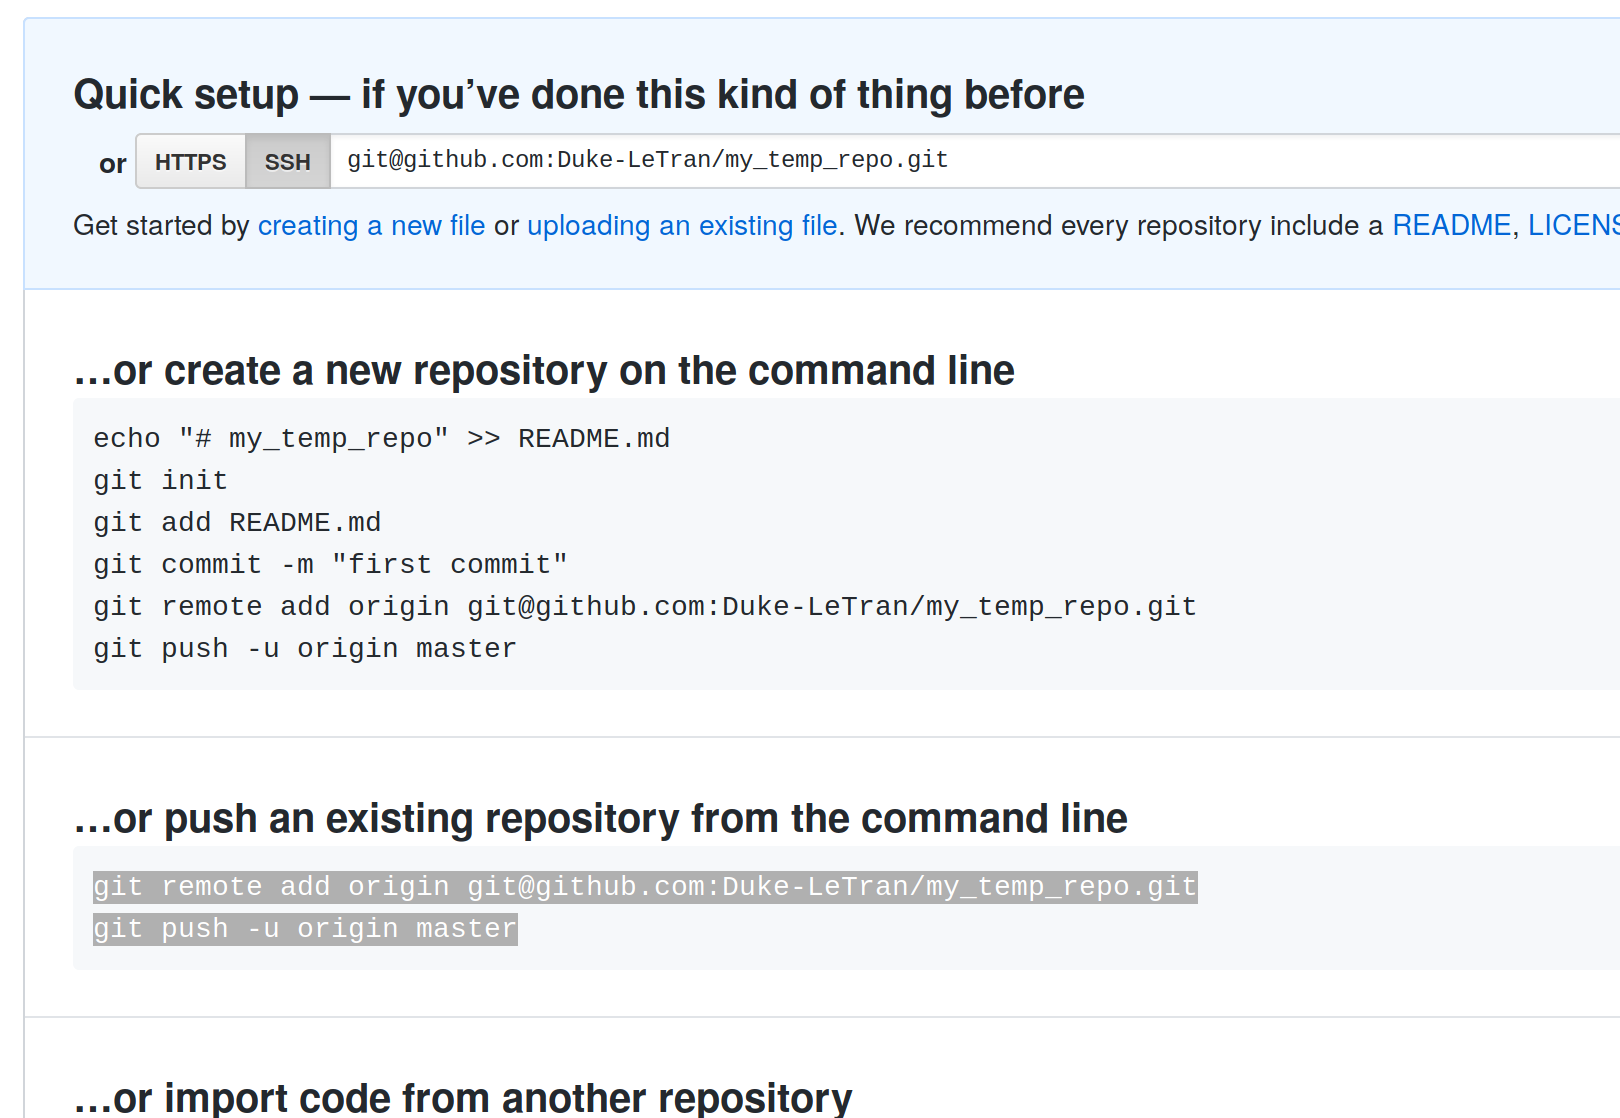 Quick setup — if you’ve done this kind of thing before
or HTTPS SSH git@github.com:Duke-LeTran/my_temp_repo.git
Get started by creating a new file or uploading an existing file. We recommend every repository include a README, LICENS
…or create a new repository on the command line
echo "# my_temp_repo" >> README.md
git init
git add README.md
git commit -m "first commit"
git remote add origin git@github.com:Duke-LeTran/my_temp_repo.git
git push -u origin master
…or push an existing repository from the command line
git remote add origin git@github.com:Duke-LeTran/my_temp_repo.git
git push -u origin master
…or import code from another repository